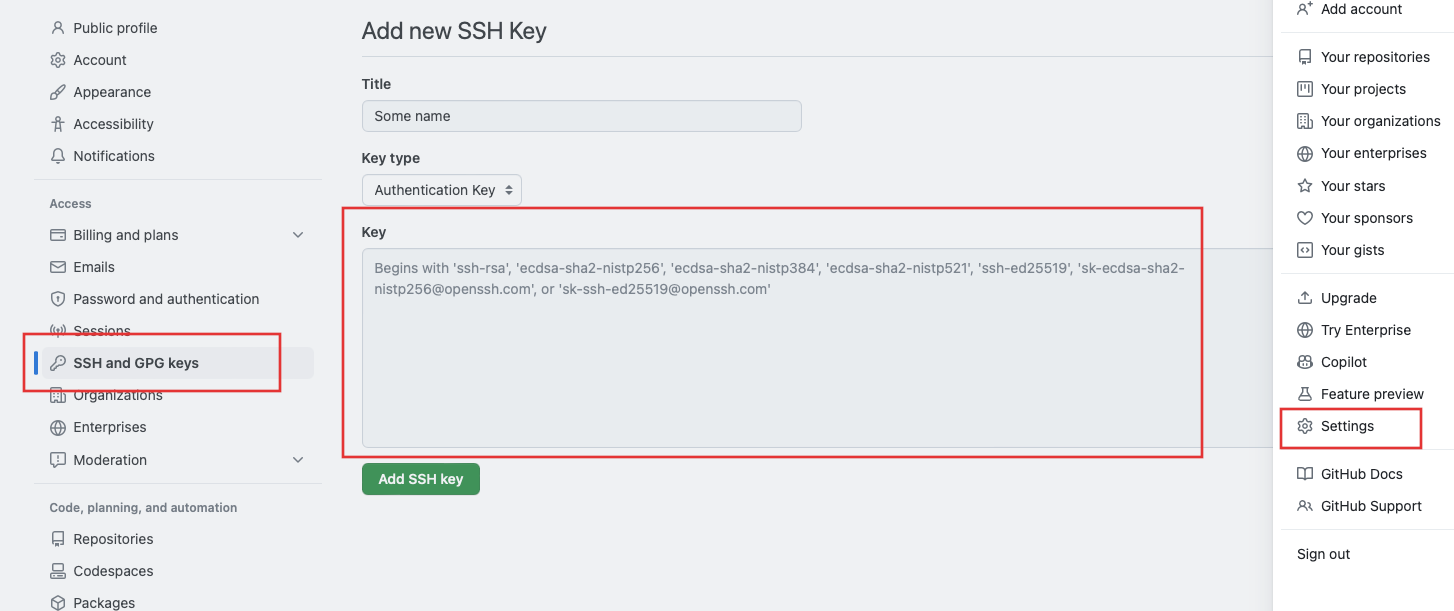 Public profile
Account
Appearance
Accessibility
Notifications
Access
Billing and plans
Emails
Password and authentication
Sessions
SSH and GPG keys
Organizations
Enterprises
Moderation
Code, planning, and automation
Repositories
Codespaces
Packages
Add new SSH Key
Title
Some name
Key type
Authentication Key
Key
Begins with 'ssh-rsa', 'ecdsa-sha2-nistp256', 'ecdsa-sha2-nistp384', 'ecdsa-sha2-nistp521', 'ssh-ed25519', 'sk-ecdsa-sha2-
nistp256@openssh.com', or 'sk-ssh-ed25519@openssh.com'
Add SSH key
Add account
Your repositories
Your projects
Your organizations
Your enterprises
Your stars
Your sponsors
Your gists
Upgrade
Try Enterprise
Copilot
Feature preview
Settings
GitHub Docs
GitHub Support
Sign out